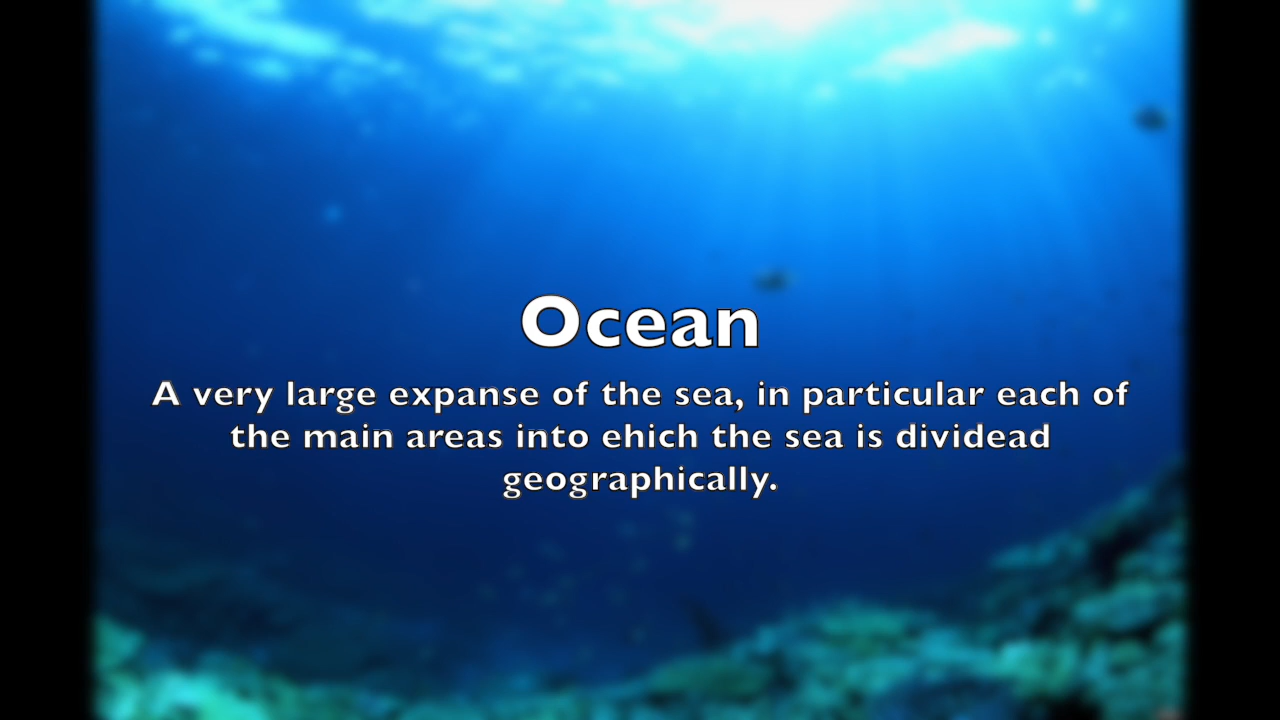 Ocean
A very large expanse of the sea, in particular each of
the main areas into ehich the sea is dividead
geographically.